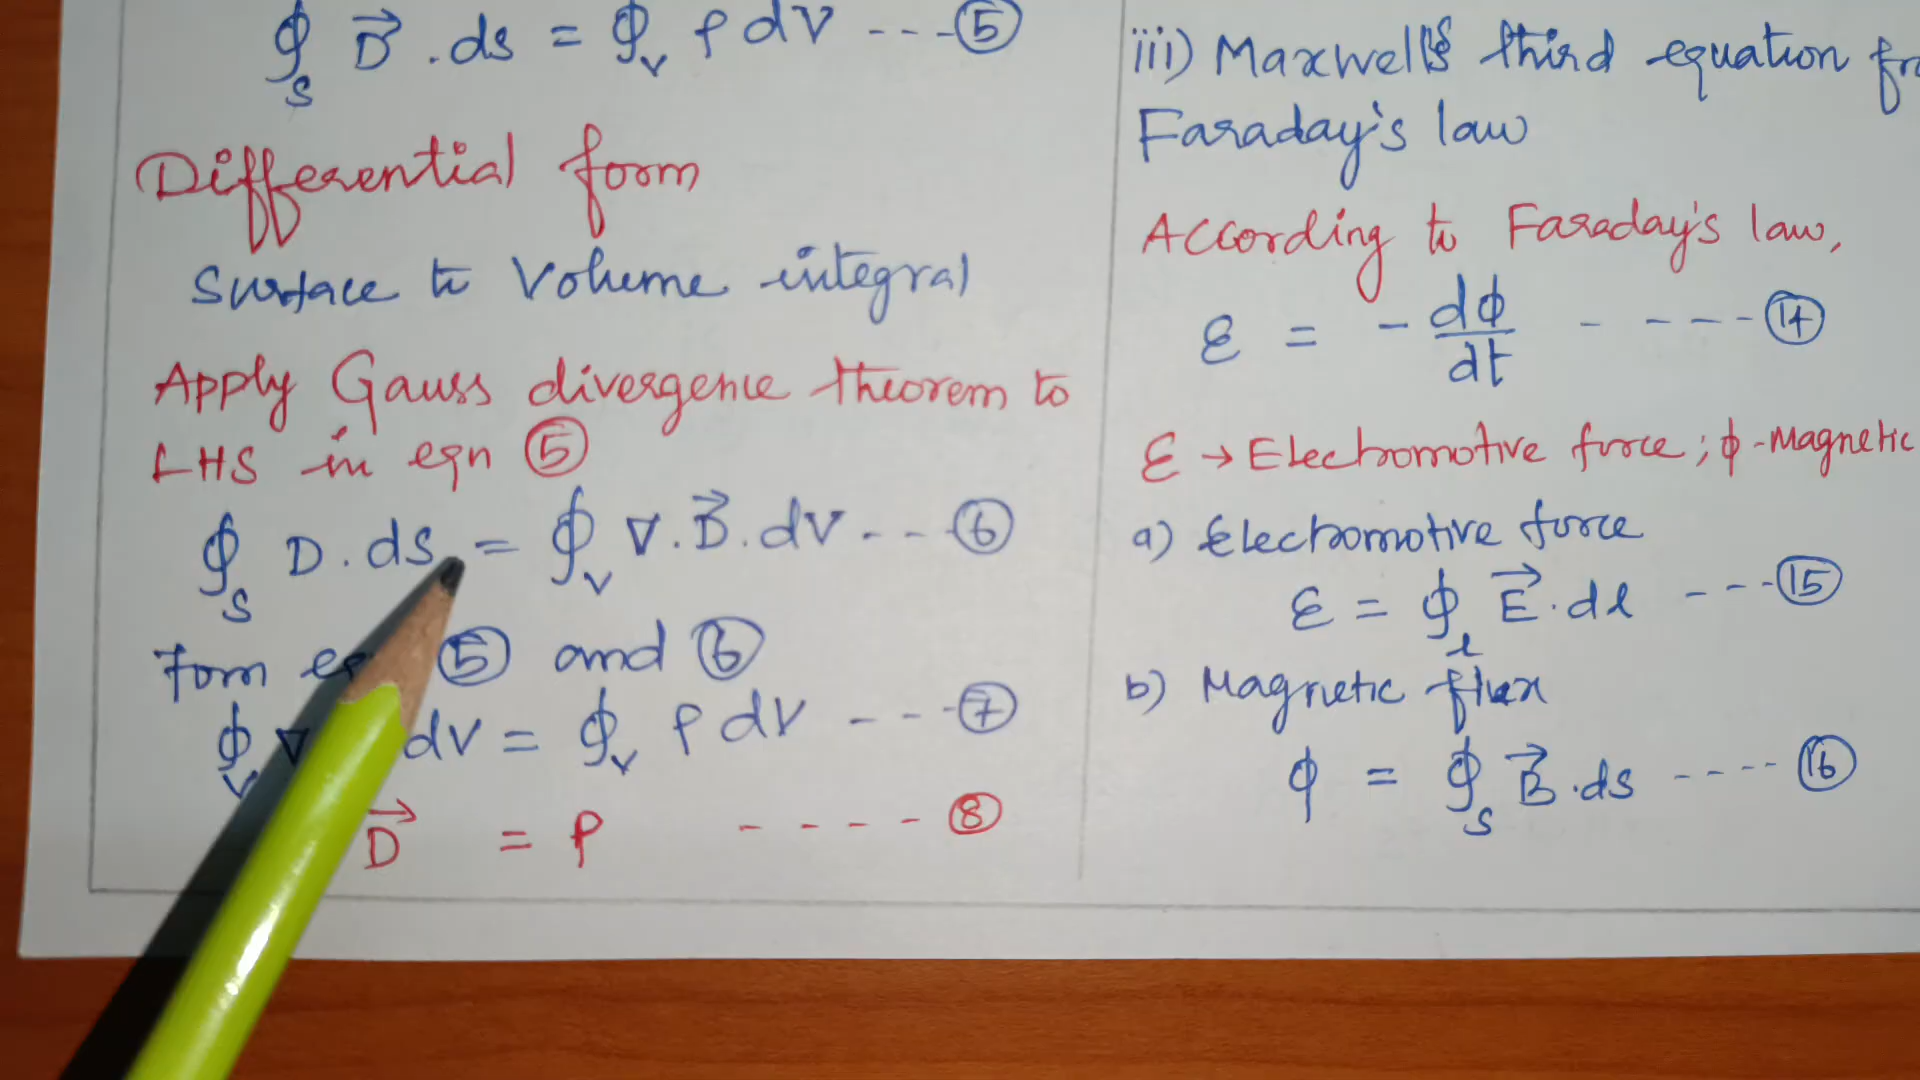 ∮s D⃗ . ds = ∮v ρ dV ---⑤
Differential form
Surface to Volume integral
Apply Gauss divergence theorem to
LHS in eqn ⑤
∮s D . ds = ∮v ∇ . D⃗ . dV --- ⑥
Form ⑤ and ⑥
∮v ∇ dV = ∮v ρ dV ---⑦
D⃗ = ρ ---- ⑧
iii) Maxwell's third equation
Faraday's law
According to Faraday's law,
ε = - dϕ/dt - ----⑭
ε → Electromotive force ; ϕ - Magnetic
a) Electromotive force
ε = ∮l E⃗ . dl ---⑮
b) Magnetic flux
ϕ = ∮s B⃗ . ds ---- ⑯